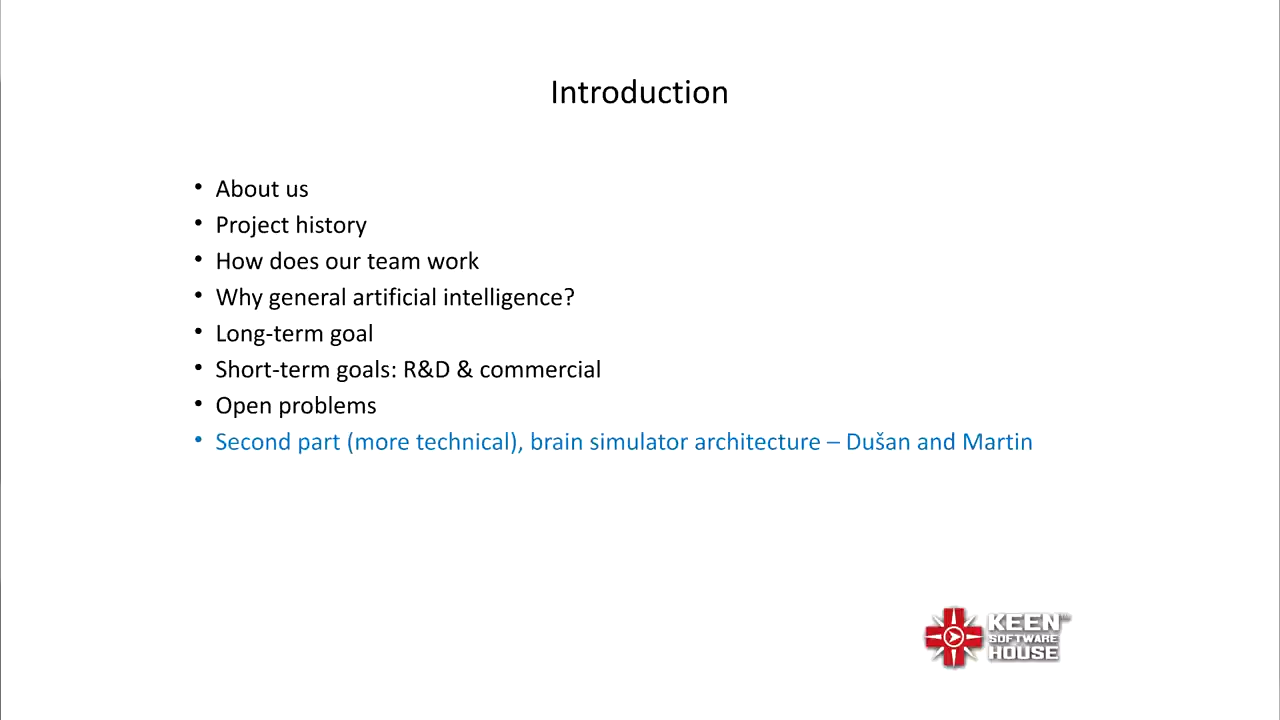 Introduction
• About us
• Project history
• How does our team work
• Why general artificial intelligence?
• Long-term goal
• Short-term goals: R&D & commercial
• Open problems
• Second part (more technical), brain simulator architecture – Dušan and Martin
KEEN™
SOFTWARE
HOUSE